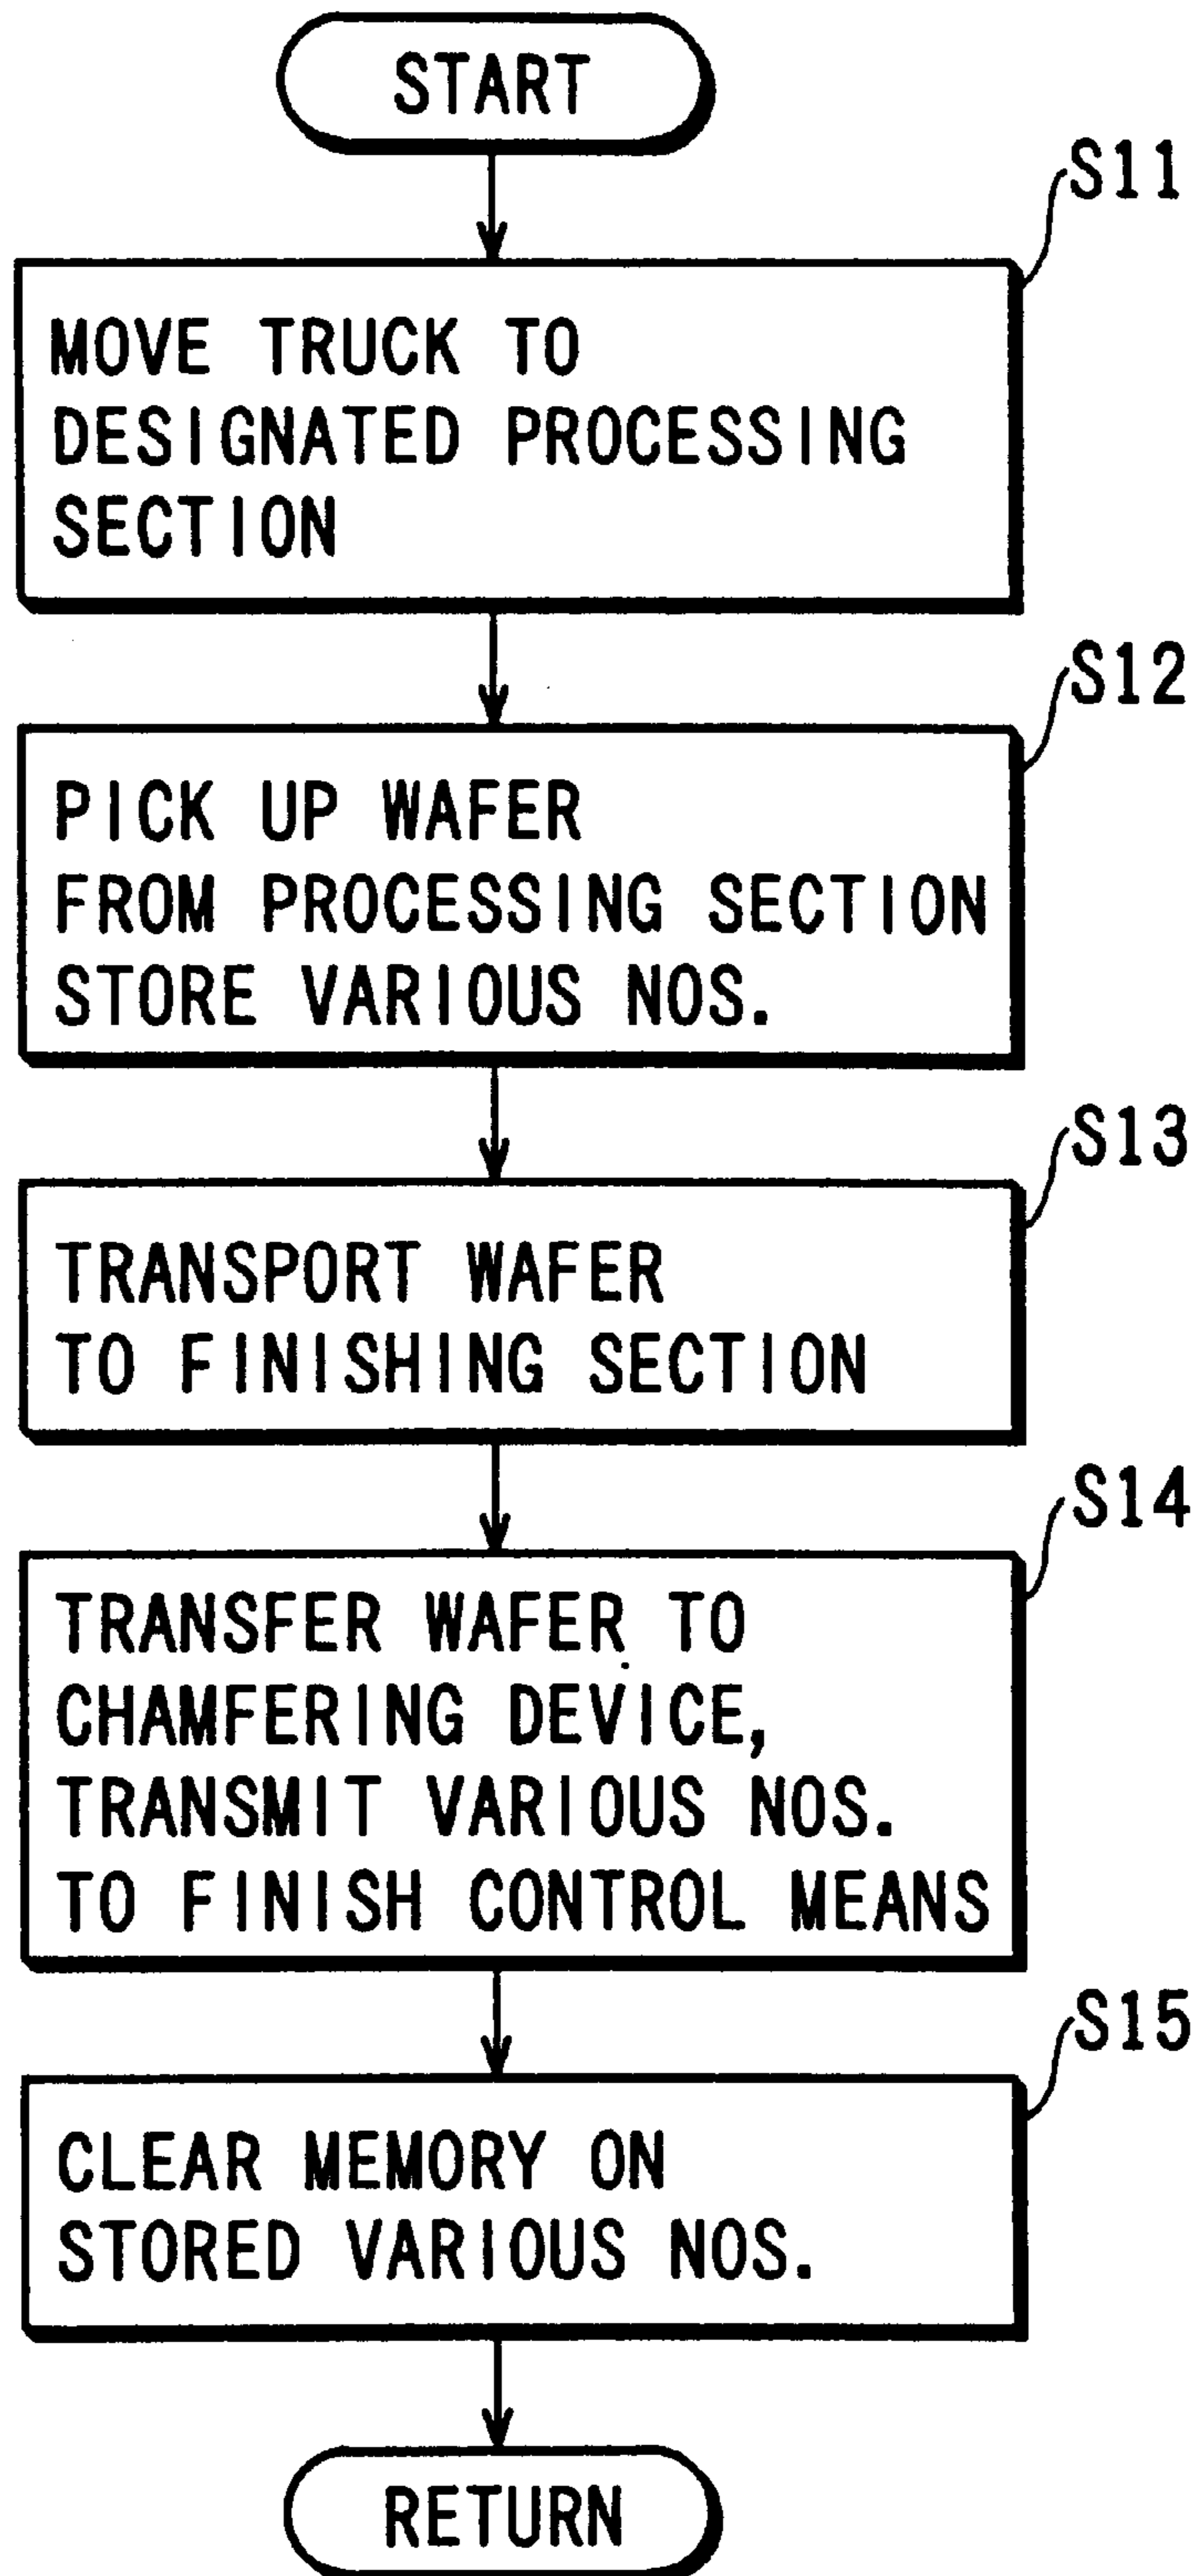 START
S11
MOVE TRUCK TO
DESIGNATED PROCESSING
SECTION
S12
PICK UP WAFER
FROM PROCESSING SECTION
STORE VARIOUS NOS.
S13
TRANSPORT WAFER
TO FINISHING SECTION
S14
TRANSFER WAFER TO
CHAMFERING DEVICE,
TRANSMIT VARIOUS NOS.
TO FINISH CONTROL MEANS
S15
CLEAR MEMORY ON
STORED VARIOUS NOS.
RETURN